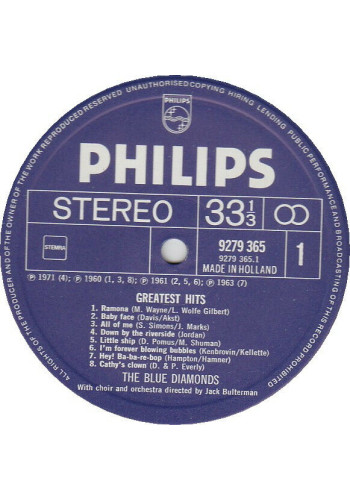 ALL RIGHTS OF THE PRODUCER AND OF THE OWNER OF THE WORK REPRODUCED RESERVED UNAUTHORISED COPYING HIRING LENDING PUBLIC PERFORMANCE AND BROADCASTING OF THIS RECORD PROHIBITED
PHILIPS
PHILIPS
STEREO 33 1/3
STEMRA
9279 365
9279 365.1
MADE IN HOLLAND
1
℗ 1971 (4); ℗ 1960 (1, 3, 8); ℗ 1961 (2, 5, 6); ℗ 1963 (7)
GREATEST HITS
1. Ramona (M. Wayne/L. Wolfe Gilbert)
2. Baby face (Davis/Akst)
3. All of me (S. Simons/J. Marks)
4. Down by the riverside (Jordan)
5. Little ship (D. Pomus/M. Shuman)
6. I'm forever blowing bubbles (Kenbrovin/Kellette)
7. Hey! Ba-ba-re-bop (Hampton/Hamner)
8. Cathy's clown (D. & P. Everly)
THE BLUE DIAMONDS
With choir and orchestra directed by Jack Bulterman